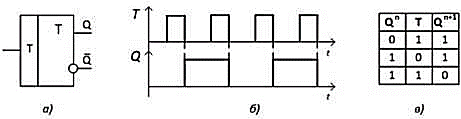 T T Q
Q̄
а)
T
t
Q
t
б)
Qⁿ T Qⁿ⁺¹
0 1 1
1 0 1
1 1 0
в)